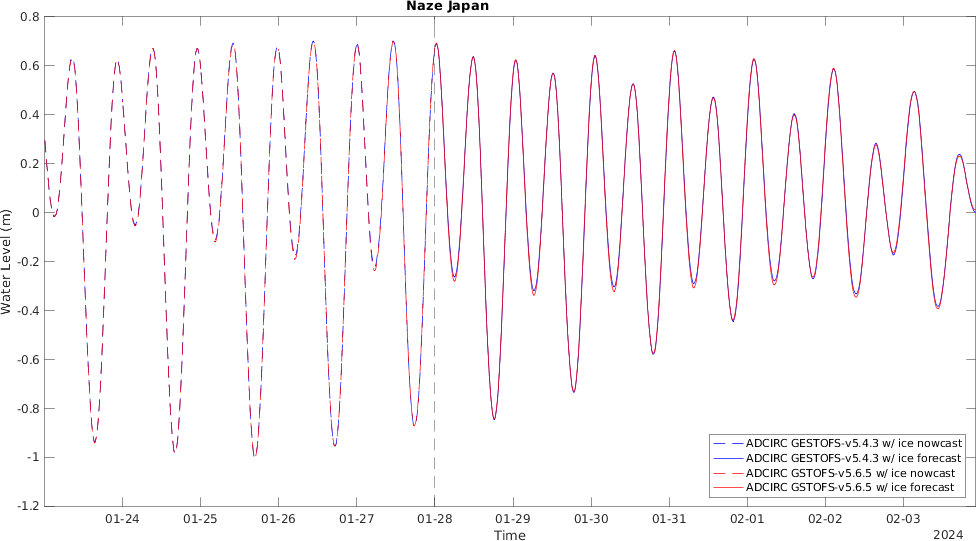 Naze Japan
0.8
0.6
0.4
0.2
0
-0.2
-0.4
-0.6
-0.8
-1
-1.2
Water Level (m)
01-24 01-25 01-26 01-27 01-28 01-29 01-30 01-31 02-01 02-02 02-03
Time
2024
ADCIRC GESTOFS-v5.4.3 w/ ice nowcast
ADCIRC GESTOFS-v5.4.3 w/ ice forecast
ADCIRC GSTOFS-v5.6.5 w/ ice nowcast
ADCIRC GSTOFS-v5.6.5 w/ ice forecast